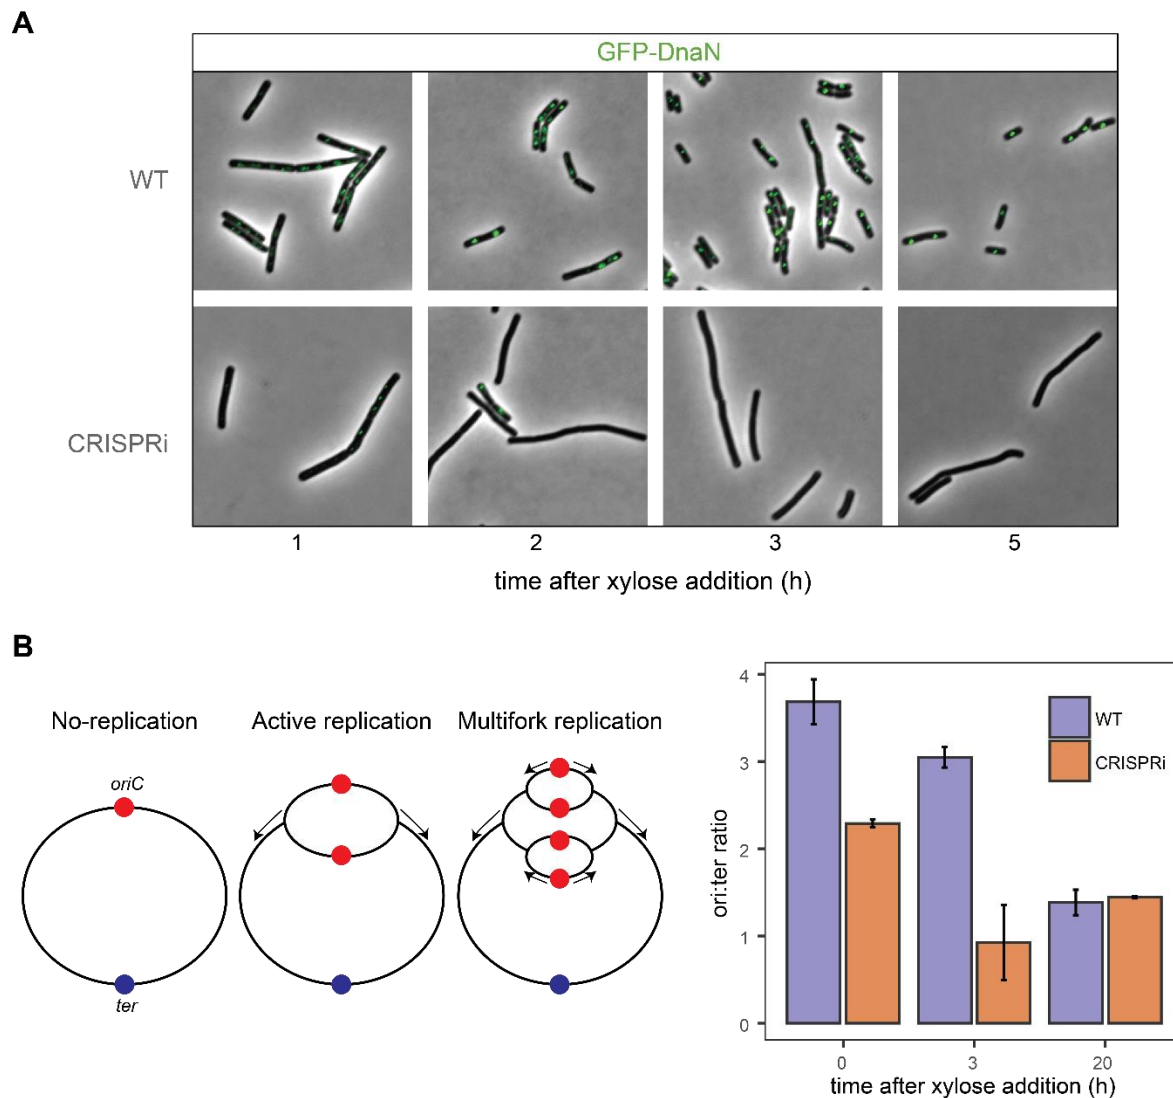 A
GFP-DnaN
WT
CRISPRi
1 2 3 5
time after xylose addition (h)
B
No-replication Active replication Multifork replication
oriC
ter
ori:ter ratio
4
3
2
1
0
WT
CRISPRi
0 3 20
time after xylose addition (h)